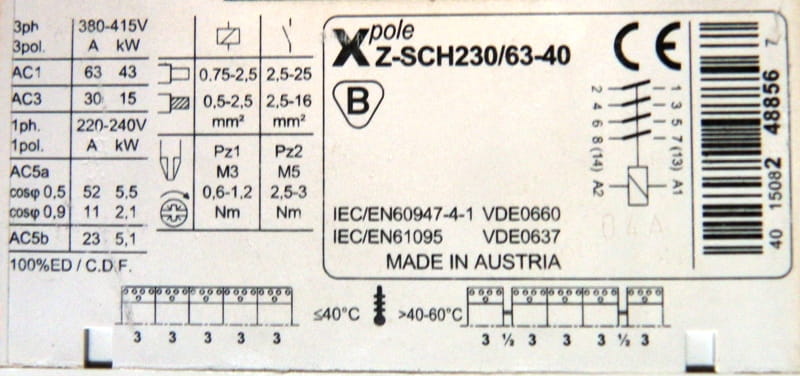 3ph 380-415V
3pol. A kW
AC1 63 43
AC3 30 15
1ph. 220-240V
1pol. A kW
AC5a
cosφ 0,5 52 5,5
cosφ 0,9 11 2,1
AC5b 23 5,1
100%ED / C.D.F.
0,75-2,5 2,5-25
0,5-2,5 2,5-16
mm² mm²
Pz1 Pz2
M3 M5
0,6-1,2 2,5-3
Nm Nm
Xpole
Z-SCH230/63-40
CE
B
2 1
4 3
6 5
8 (14) 7 (13)
A2 A1
IEC/EN60947-4-1 VDE0660
IEC/EN61095 VDE0637
MADE IN AUSTRIA
04A
40 15082 48856 7
≤40°C >40-60°C
3 3 3 3 3 3 ½ 3 3 3 ½ 3